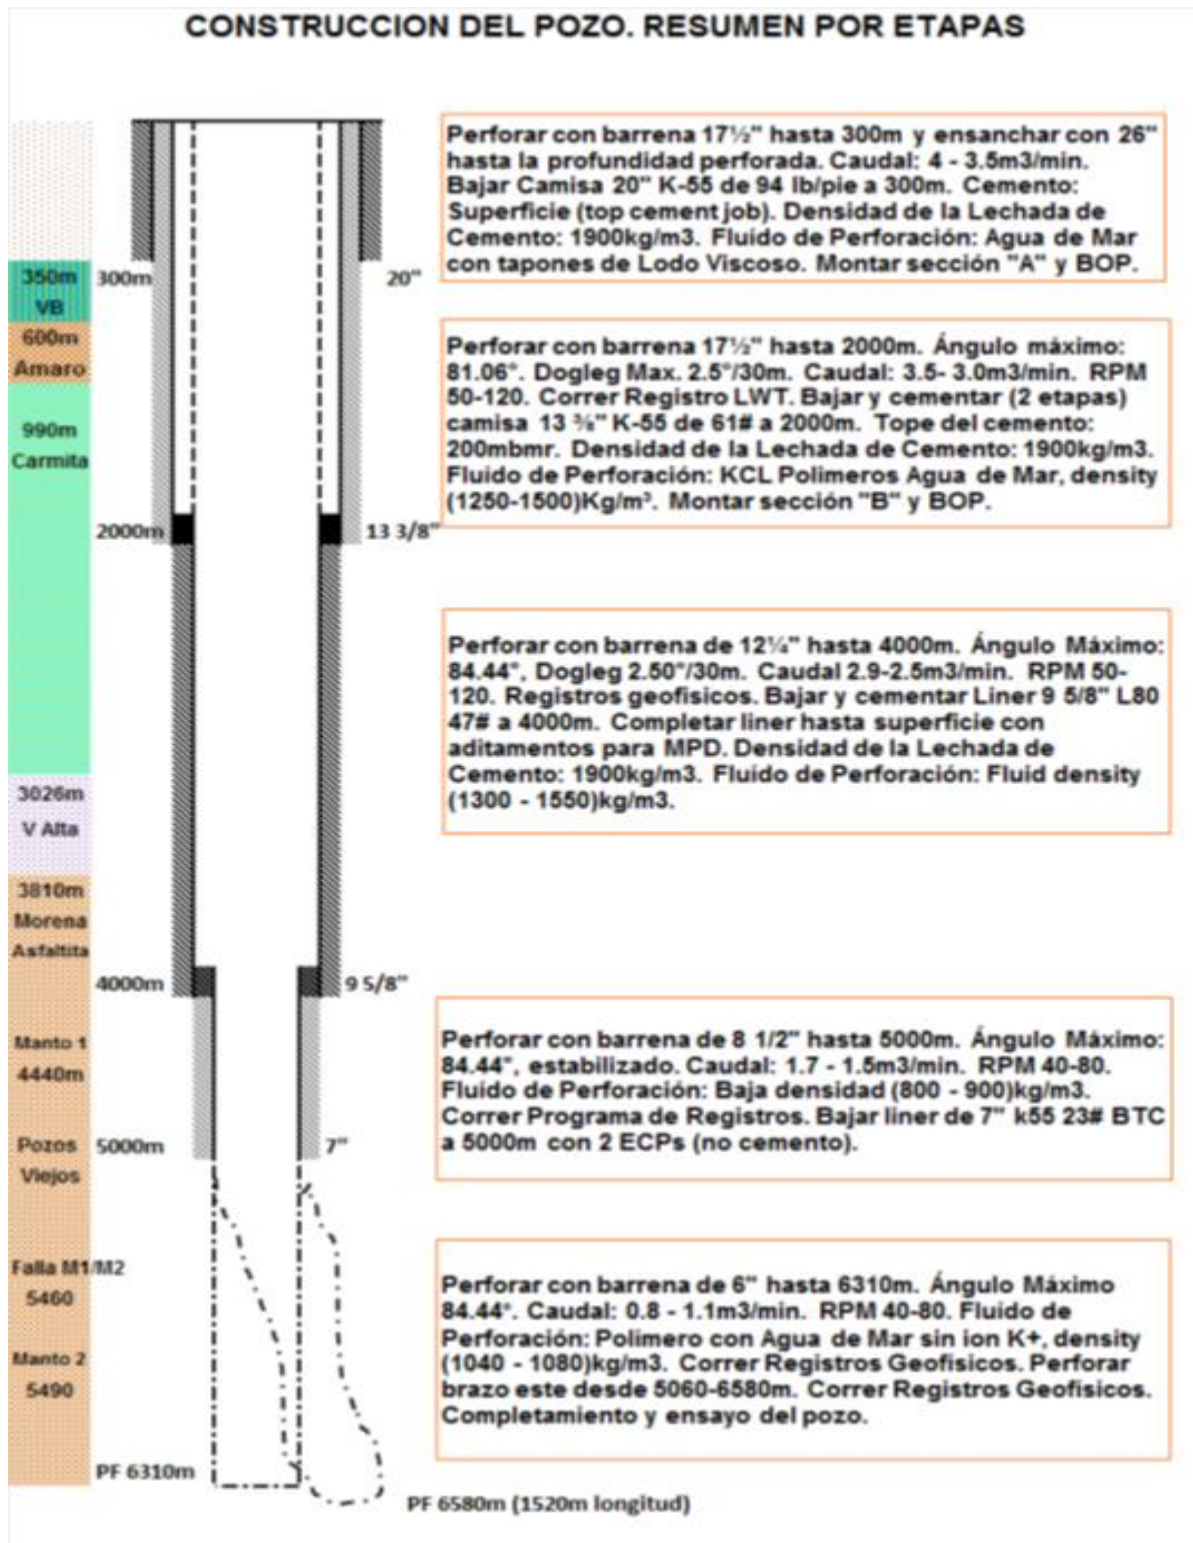 CONSTRUCCION DEL POZO. RESUMEN POR ETAPAS
Perforar con barrena 17½" hasta 300m y ensanchar con 26"
hasta la profundidad perforada. Caudal: 4 - 3.5m3/min.
Bajar Camisa 20" K-55 de 94 lb/pie a 300m. Cemento:
Superficie (top cement job). Densidad de la Lechada de
Cemento: 1900kg/m3. Fluído de Perforación: Agua de Mar
con tapones de Lodo Viscoso. Montar sección "A" y BOP.
350m
VB
300m
20"
600m
Amaro
Perforar con barrena 17½" hasta 2000m. Ángulo máximo:
81.06°. Dogleg Max. 2.5°/30m. Caudal: 3.5- 3.0m3/min. RPM
50-120. Correr Registro LWT. Bajar y cementar (2 etapas)
camisa 13 ⅜" K-55 de 61# a 2000m. Tope del cemento:
200mbmr. Densidad de la Lechada de Cemento: 1900kg/m3.
Fluído de Perforación: KCL Polimeros Agua de Mar, density
(1250-1500)Kg/m³. Montar sección "B" y BOP.
990m
Carmita
2000m
13 3/8"
Perforar con barrena de 12¼" hasta 4000m. Ángulo Máximo:
84.44°, Dogleg 2.50°/30m. Caudal 2.9-2.5m3/min. RPM 50-
120. Registros geofisicos. Bajar y cementar Liner 9 5/8" L80
47# a 4000m. Completar liner hasta superficie con
aditamentos para MPD. Densidad de la Lechada de
Cemento: 1900kg/m3. Fluído de Perforación: Fluid density
(1300 - 1550)kg/m3.
3026m
V Alta
3810m
Morena
Asfaltita
4000m
9 5/8"
Manto 1
4440m
Perforar con barrena de 8 1/2" hasta 5000m. Ángulo Máximo:
84.44°, estabilizado. Caudal: 1.7 - 1.5m3/min. RPM 40-80.
Fluído de Perforación: Baja densidad (800 - 900)kg/m3.
Correr Programa de Registros. Bajar liner de 7" k55 23# BTC
a 5000m con 2 ECPs (no cemento).
Pozos
Viejos
5000m
7"
Falla M1/M2
5460
Manto 2
5490
Perforar con barrena de 6" hasta 6310m. Ángulo Máximo
84.44°. Caudal: 0.8 - 1.1m3/min. RPM 40-80. Fluído de
Perforación: Polímero con Agua de Mar sin ion K+, density
(1040 - 1080)kg/m3. Correr Registros Geofísicos. Perforar
brazo este desde 5060-6580m. Correr Registros Geofísicos.
Completamiento y ensayo del pozo.
PF 6310m
PF 6580m (1520m longitud)